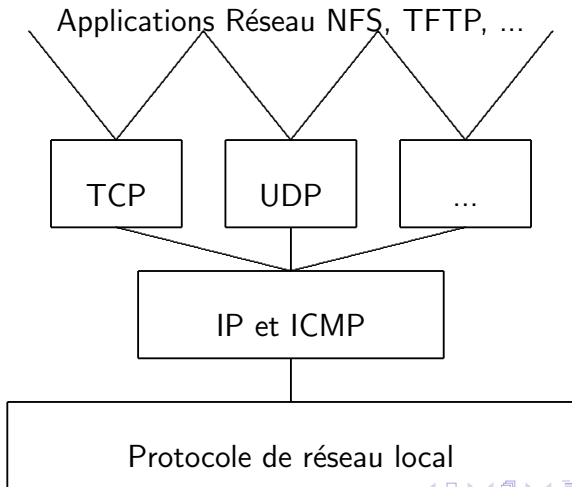 Applications Réseau NFS, TFTP, ...
TCP UDP ...
IP et ICMP
Protocole de réseau local